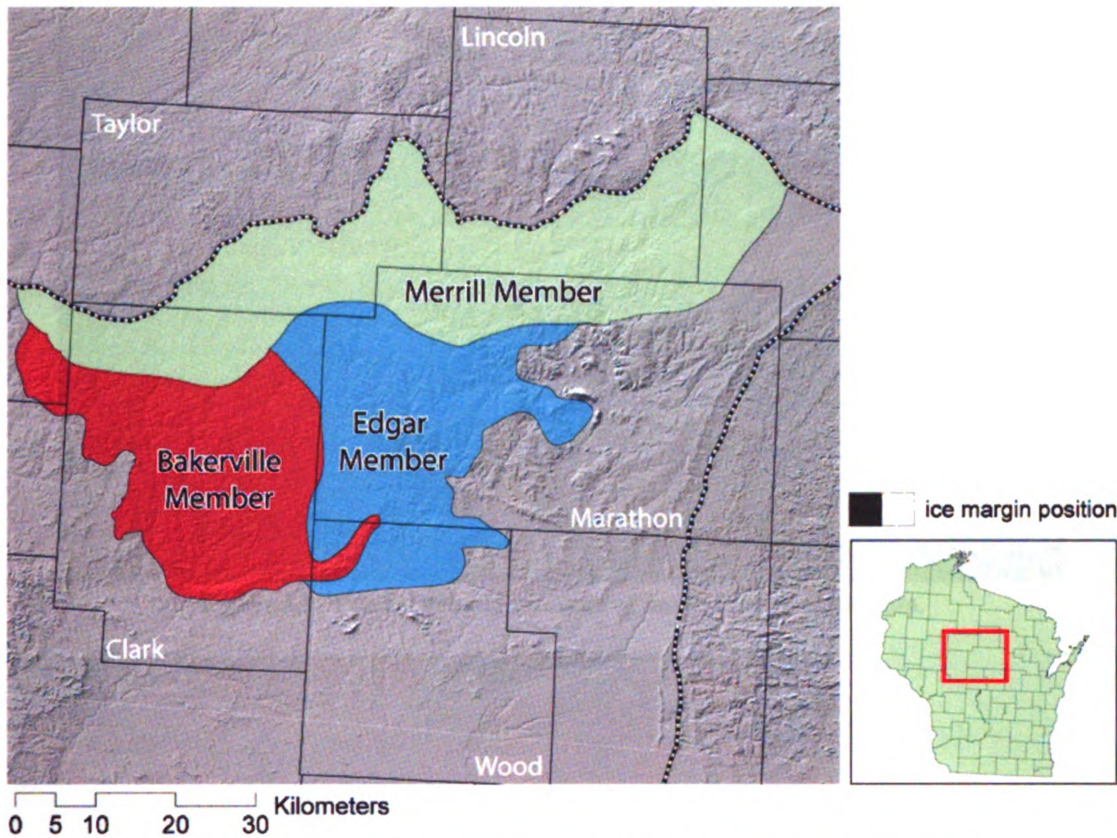 Lincoln
Taylor
Merrill Member
Edgar
Member
Bakerville
Member
Marathon
ice margin position
Clark
Wood
Kilometers
0 5 10 20 30